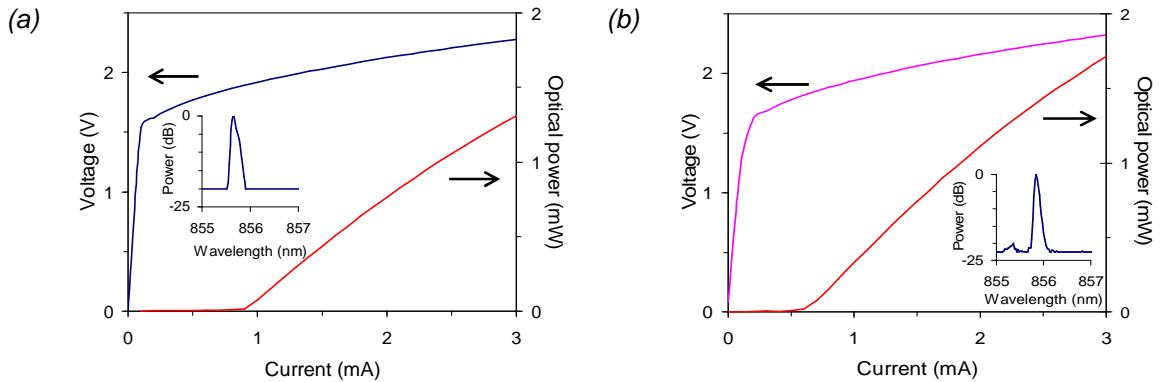 (a)
2
1
0
Voltage (V)
0
1
2
3
Current (mA)
2
1
0
Optical power (mW)
0
-25
Power (dB)
855
856
857
Wavelength (nm)
(b)
2
1
0
Voltage (V)
0
1
2
3
Current (mA)
2
1
0
Optical power (mW)
0
-25
Power (dB)
855
856
857
Wavelength (nm)